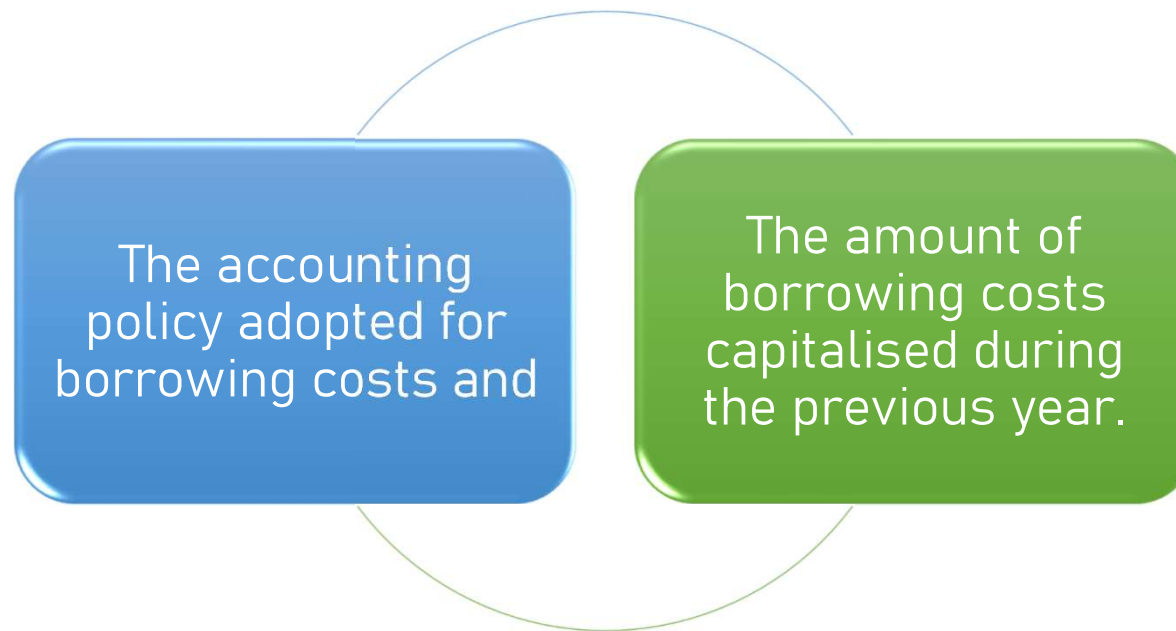 The accounting
policy adopted for
borrowing costs and
The amount of
borrowing costs
capitalised during
the previous year.